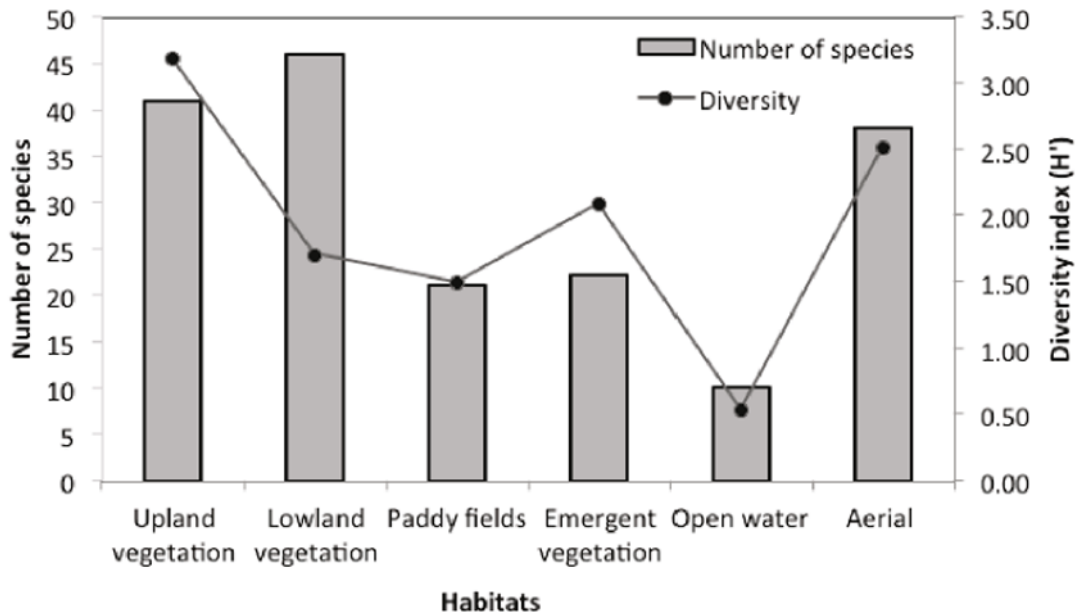 50
45
40
35
30
25
20
15
10
5
0
Number of species
3.50
3.00
2.50
2.00
1.50
1.00
0.50
0.00
Diversity index (H')
Number of species
Diversity
Upland
vegetation
Lowland
vegetation
Paddy fields
Emergent
vegetation
Open water
Aerial
Habitats